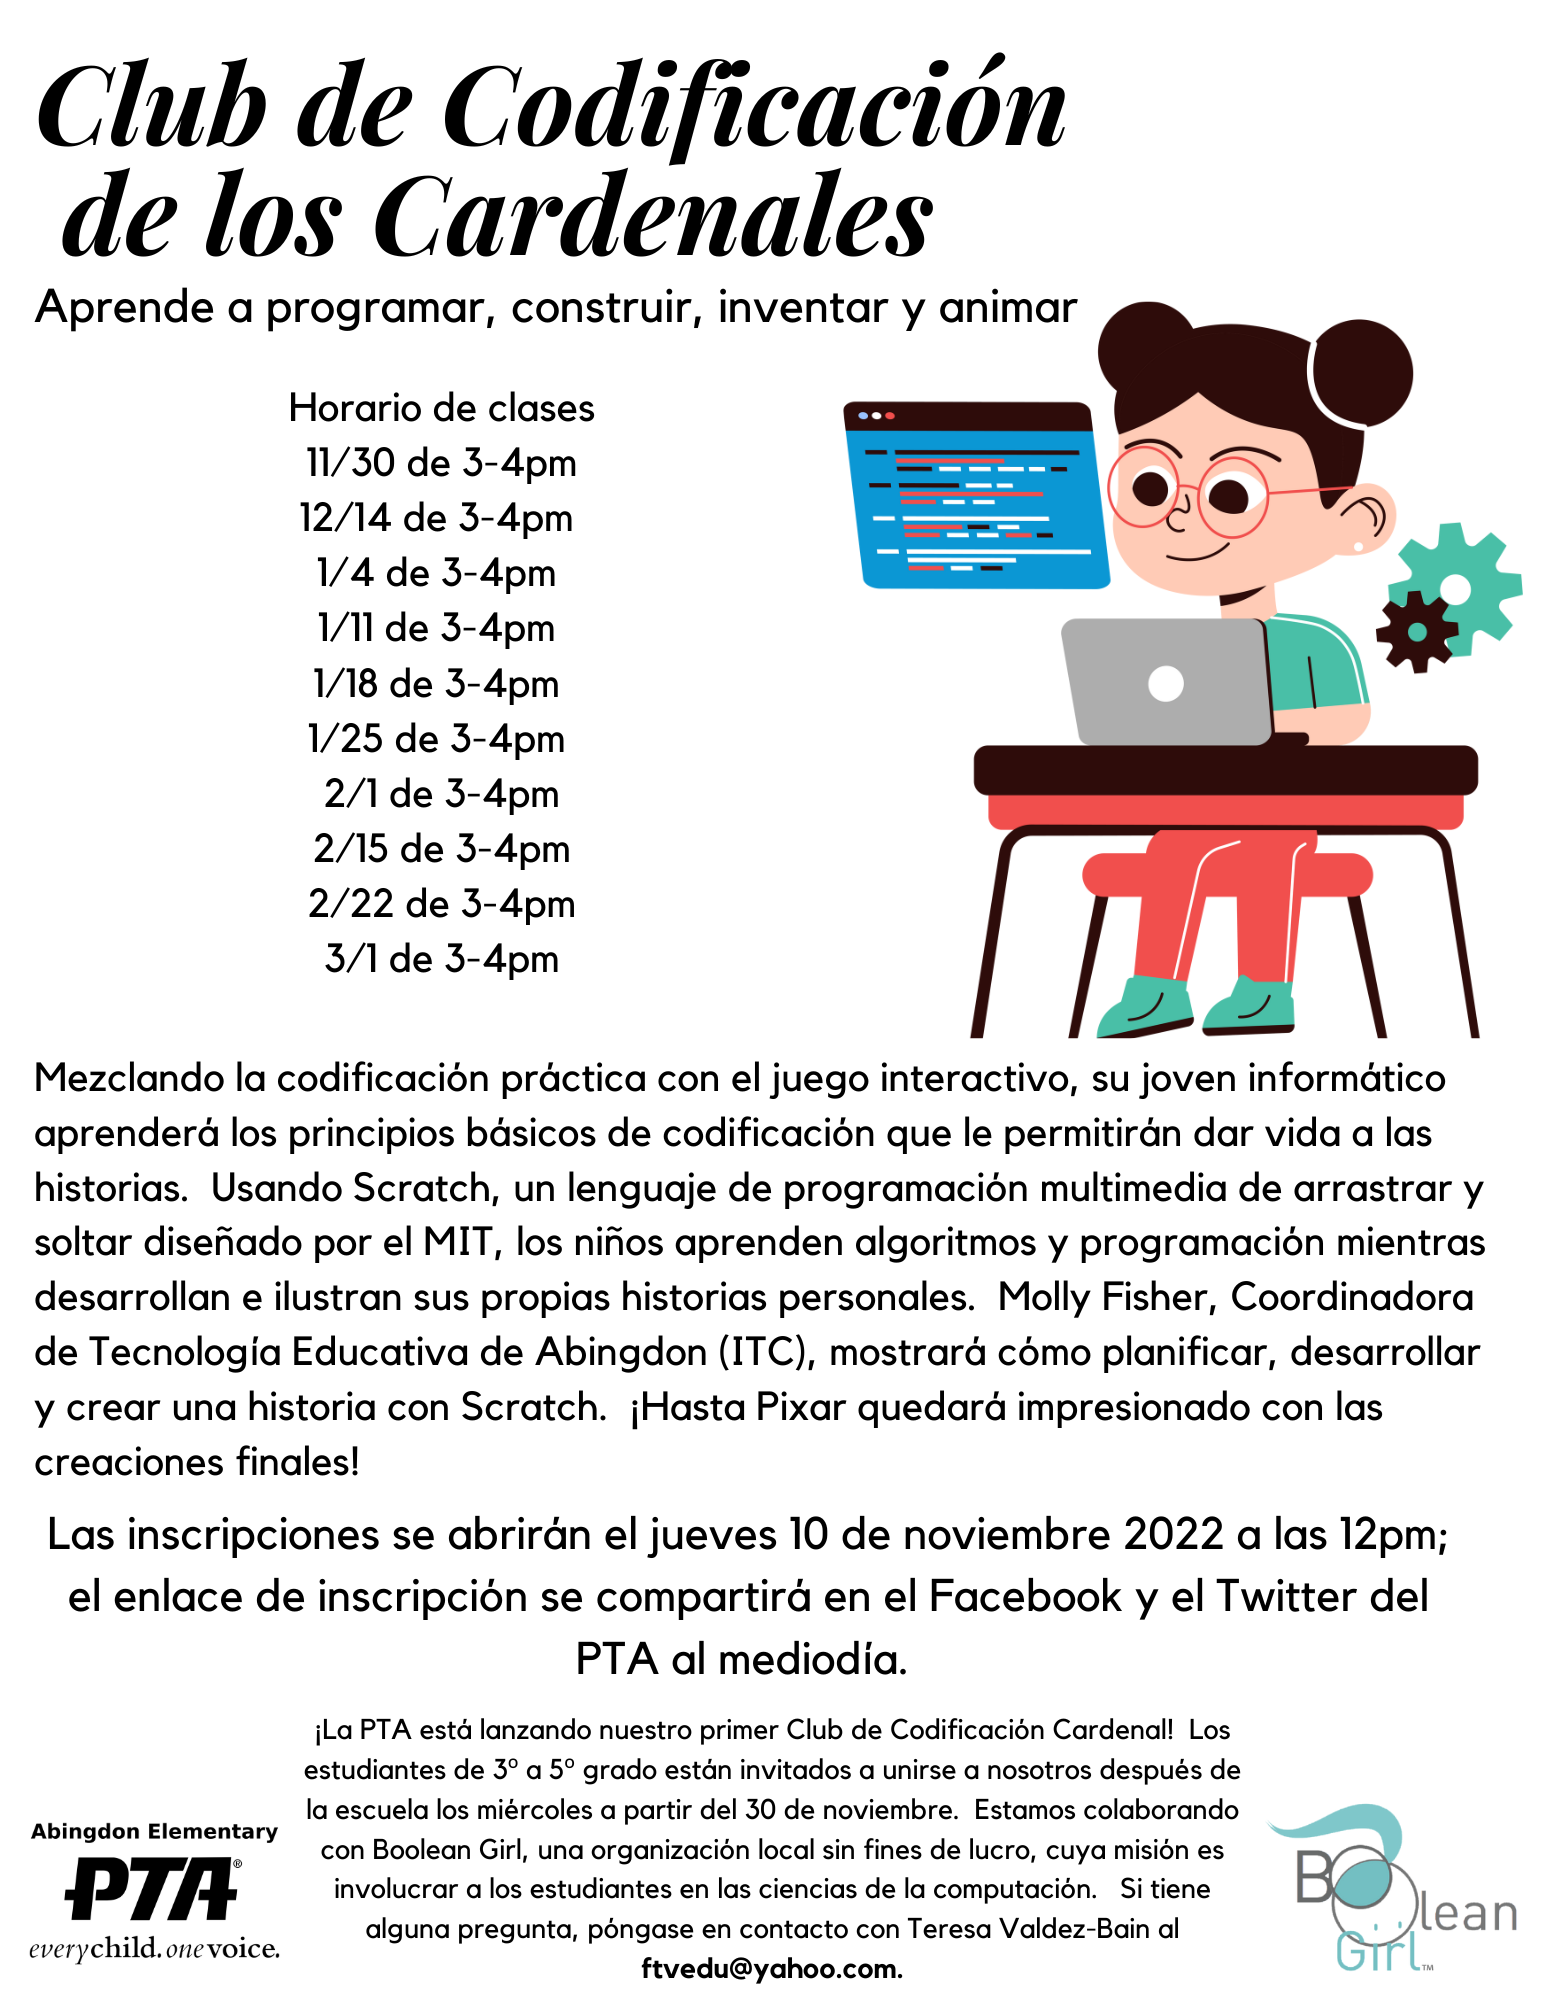 Club de Codificación
de los Cardenales
Aprende a programar, construir, inventar y animar
Horario de clases
11/30 de 3-4pm
12/14 de 3-4pm
1/4 de 3-4pm
1/11 de 3-4pm
1/18 de 3-4pm
1/25 de 3-4pm
2/1 de 3-4pm
2/15 de 3-4pm
2/22 de 3-4pm
3/1 de 3-4pm
Mezclando la codificación práctica con el juego interactivo, su joven informático
aprenderá los principios básicos de codificación que le permitirán dar vida a las
historias.  Usando Scratch, un lenguaje de programación multimedia de arrastrar y
soltar diseñado por el MIT, los niños aprenden algoritmos y programación mientras
desarrollan e ilustran sus propias historias personales.  Molly Fisher, Coordinadora
de Tecnología Educativa de Abingdon (ITC), mostrará cómo planificar, desarrollar
y crear una historia con Scratch.  ¡Hasta Pixar quedará impresionado con las
creaciones finales!
Las inscripciones se abrirán el jueves 10 de noviembre 2022 a las 12pm;
el enlace de inscripción se compartirá en el Facebook y el Twitter del
PTA al mediodía.
¡La PTA está lanzando nuestro primer Club de Codificación Cardenal!  Los
estudiantes de 3º a 5º grado están invitados a unirse a nosotros después de
la escuela los miércoles a partir del 30 de noviembre.  Estamos colaborando
con Boolean Girl, una organización local sin fines de lucro, cuya misión es
involucrar a los estudiantes en las ciencias de la computación.   Si tiene
alguna pregunta, póngase en contacto con Teresa Valdez-Bain al
ftvedu@yahoo.com.
Abingdon Elementary
PTA®
everychild.onevoice.
Boolean
Girl™